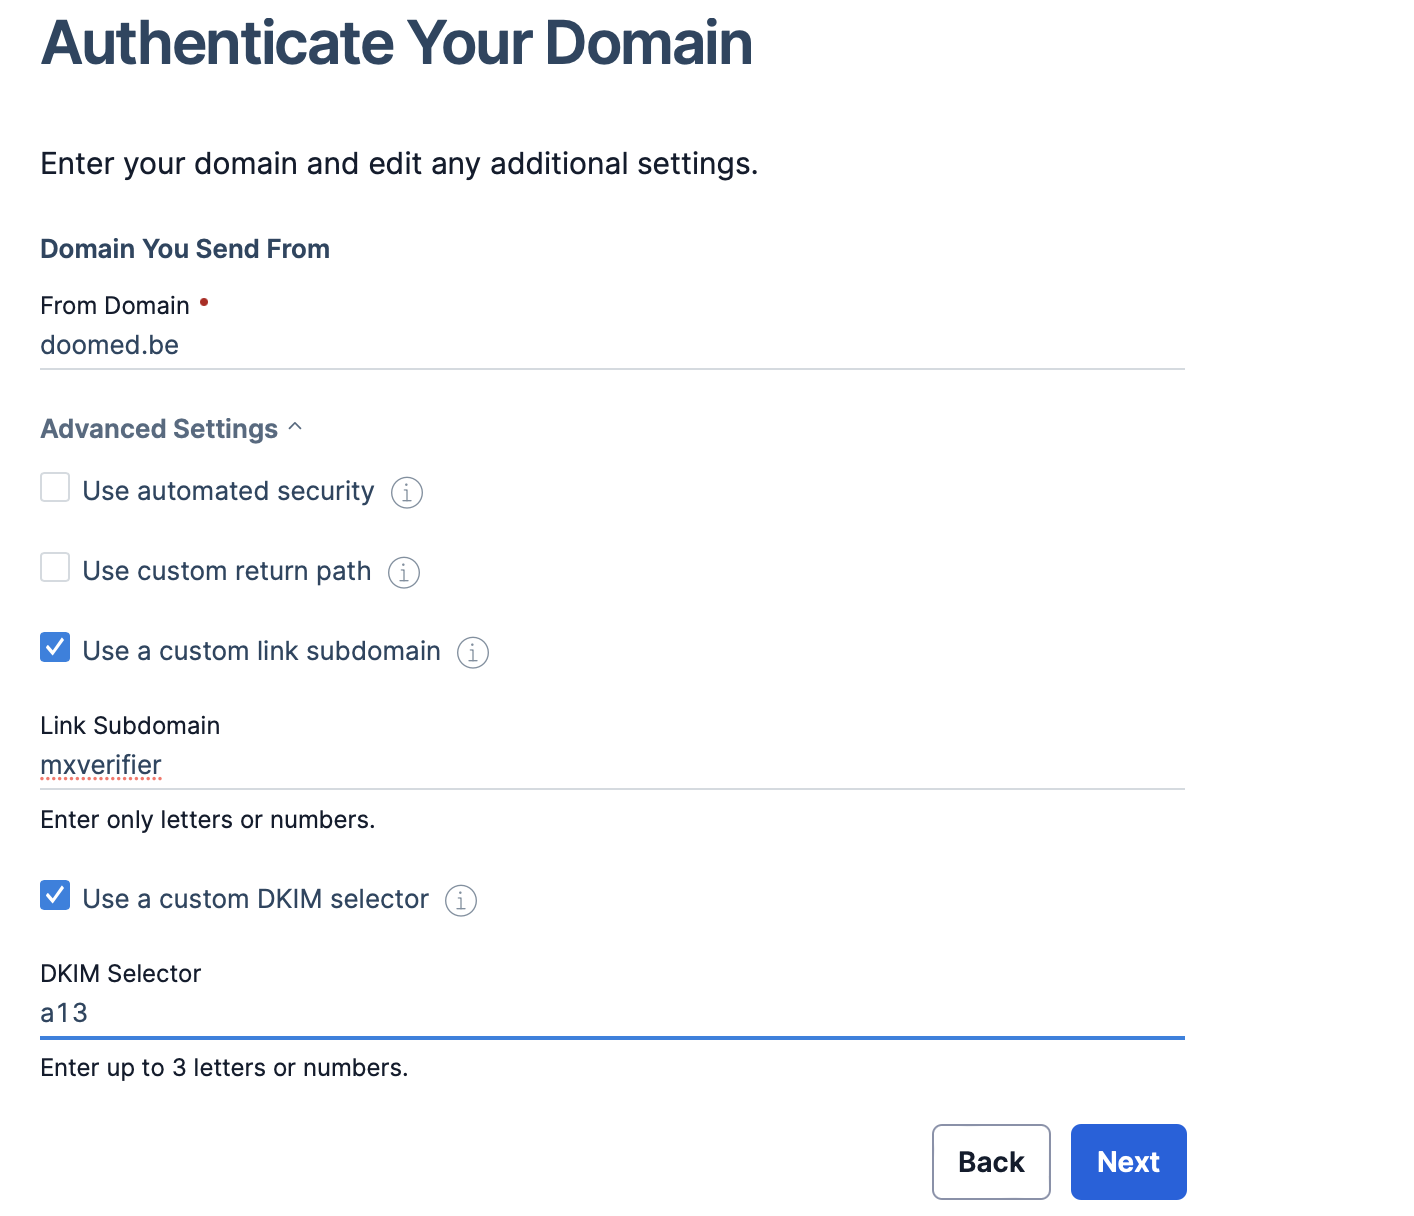 Authenticate Your Domain
Enter your domain and edit any additional settings.
Domain You Send From
From Domain
doomed.be
Advanced Settings
Use automated security
Use custom return path
Use a custom link subdomain
Link Subdomain
mxverifier
Enter only letters or numbers.
Use a custom DKIM selector
DKIM Selector
a13
Enter up to 3 letters or numbers.
Back Next